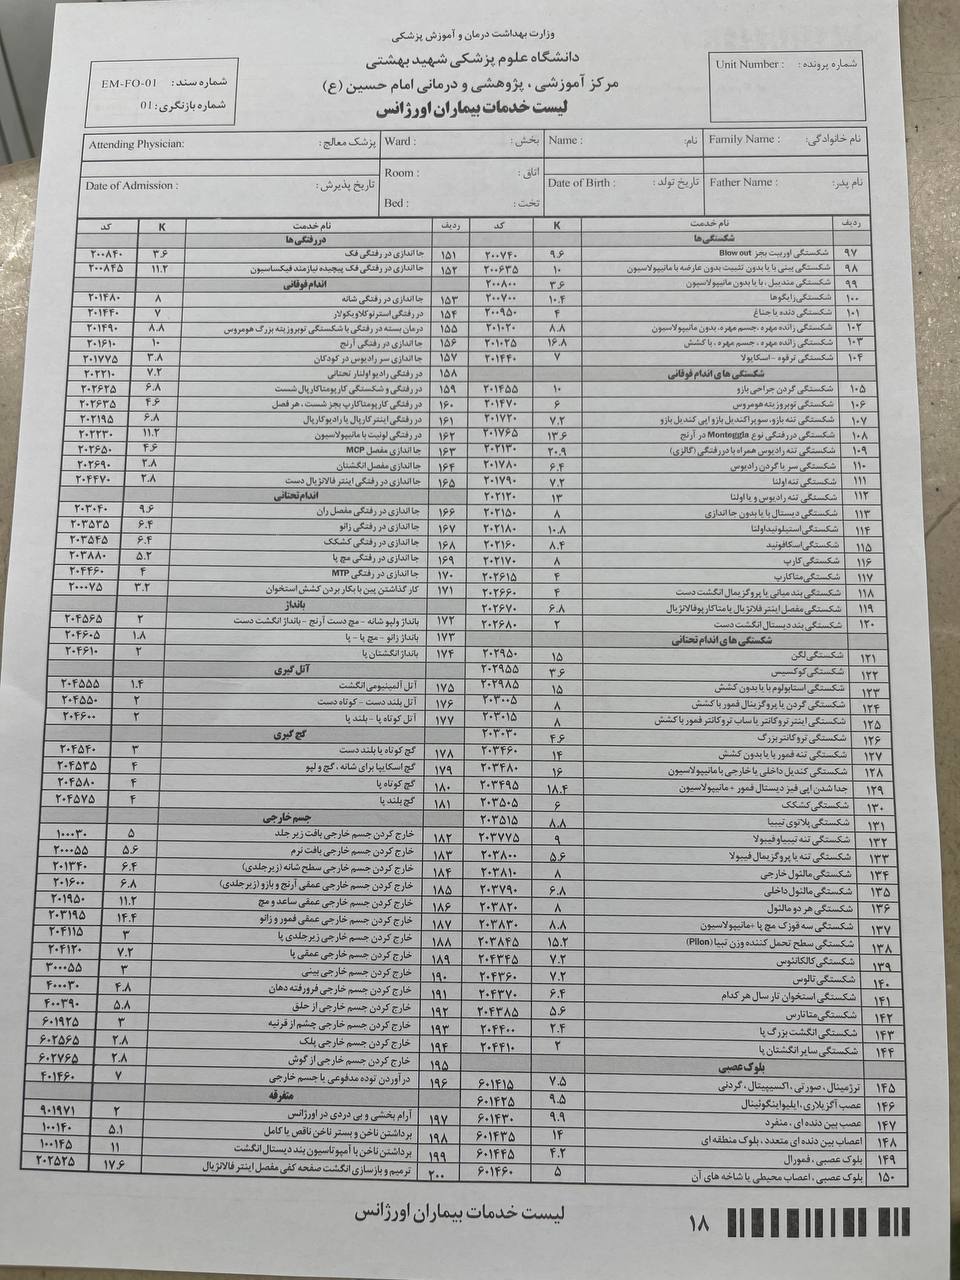 وزارت بهداشت درمان و آموزش پزشکی
دانشگاه علوم پزشکی شهید بهشتی
مرکز آموزشی ، پژوهشی و درمانی امام حسین (ع)
لیست خدمات بیماران اورژانس
شماره پرونده : Unit Number :
شماره سند: EM-FO-01
شماره بازنگری: 01
نام خانوادگی: Family Name : نام: Name : بخش: Ward : پزشک معالج: Attending Physician:
اتاق: Room :
نام پدر: Father Name : تاریخ تولد: Date of Birth : تخت: Bed : تاریخ پذیرش: Date of Admission :
ردیف نام خدمت K کد
شکستگی‌ها
۹۷ شکستگی اوربیت بجز Blow out ۹.۶ ۲۰۰۷۴۰
۹۸ شکستگی بینی با یا بدون تثبیت بدون عارضه با مانیپولاسیون ۱۰ ۲۰۰۶۳۵
۹۹ شکستگی مندیبل ، با یا بدون مانیپولاسیون ۳.۶ ۲۰۰۸۰۰
۱۰۰ شکستگی زایگوما ۱۰.۴ ۲۰۰۷۰۰
۱۰۱ شکستگی دنده یا جناغ ۴ ۲۰۰۹۵۰
۱۰۲ شکستگی زائده مهره ،جسم مهره، بدون مانیپولاسیون ۸.۸ ۲۰۱۰۲۰
۱۰۳ شکستگی زائده مهره ، جسم مهره ، با کشش ۱۶.۸ ۲۰۱۰۲۵
۱۰۴ شکستگی ترقوه - اسکاپولا ۷ ۲۰۱۴۴۰
شکستگی های اندام فوقانی
۱۰۵ شکستگی گردن جراحی بازو ۱۰ ۲۰۱۴۵۵
۱۰۶ شکستگی توبروزیته هومروس ۶ ۲۰۱۴۷۰
۱۰۷ شکستگی تنه بازو، سوپراکندیل بازو اپی کندیل بازو ۷.۲ ۲۰۱۷۲۰
۱۰۸ شکستگی دررفتگی نوع Monteggia در آرنج ۱۳.۶ ۲۰۱۷۶۵
۱۰۹ شکستگی تنه رادیوس همراه با دررفتگی (گالزی) ۲۰.۹ ۲۰۲۱۳۰
۱۱۰ شکستگی سر یا گردن رادیوس ۶.۴ ۲۰۱۷۸۰
۱۱۱ شکستگی تنه اولنا ۷.۲ ۲۰۱۷۹۰
۱۱۲ شکستگی تنه رادیوس و یا اولنا ۱۳ ۲۰۲۱۲۰
۱۱۳ شکستگی دیستال با یا بدون جا اندازی ۸ ۲۰۲۱۵۰
۱۱۴ شکستگی استیلوئیداولنا ۱۰.۸ ۲۰۲۱۸۰
۱۱۵ شکستگی اسکافوئید ۸.۴ ۲۰۲۱۶۰
۱۱۶ شکستگی کارپ ۸ ۲۰۲۱۷۰
۱۱۷ شکستگی متاکارپ ۴ ۲۰۲۶۱۵
۱۱۸ شکستگی بند میانی یا پروگزیمال انگشت دست ۴ ۲۰۲۶۶۰
۱۱۹ شکستگی مفصل اینتر فالانژیال یا متاکارپوفالانژیال ۶.۸ ۲۰۲۶۷۰
۱۲۰ شکستگی بند دیستال انگشت دست ۲ ۲۰۲۶۸۰
شکستگی های اندام تحتانی
۱۲۱ شکستگی لگن ۱۵ ۲۰۲۹۵۰
۱۲۲ شکستگی کوکسیس ۳.۶ ۲۰۲۹۵۵
۱۲۳ شکستگی استابولوم با یا بدون کشش ۱۵ ۲۰۲۹۸۵
۱۲۴ شکستگی گردن یا پروگزینال فمور با کشش ۸ ۲۰۳۰۰۵
۱۲۵ شکستگی اینتر تروکانتر یا ساب تروکانتر فمور با کشش ۸ ۲۰۳۰۱۵
۱۲۶ شکستگی تروکانتر بزرگ ۴.۶ ۲۰۳۰۳۰
۱۲۷ شکستگی تنه فمور یا یا بدون کشش ۱۴ ۲۰۳۴۶۰
۱۲۸ شکستگی کندیل داخلی یا خارجی با مانیپولاسیون ۱۶ ۲۰۳۴۸۰
۱۲۹ جدا شدن اپی فیز دیستال فمور + مانیپولاسیون ۱۸.۴ ۲۰۳۴۹۵
۱۳۰ شکستگی کشکک ۶ ۲۰۳۵۰۵
۱۳۱ شکستگی پلاتوی تیبیا ۸.۸ ۲۰۳۵۱۵
۱۳۲ شکستگی تنه تیبیاو فیبولا ۹ ۲۰۳۷۷۵
۱۳۳ شکستگی تنه یا پروگزیمال فیبولا ۵.۶ ۲۰۳۸۰۰
۱۳۴ شکستگی مالئول خارجی ۸ ۲۰۳۸۱۰
۱۳۵ شکستگی مالئول داخلی ۶.۸ ۲۰۳۷۹۰
۱۳۶ شکستگی هر دو مالئول ۸ ۲۰۳۸۲۰
۱۳۷ شکستگی سه قوزک مچ پا +مانیپولاسیون ۸.۸ ۲۰۳۸۳۰
۱۳۸ شکستگی سطح تحمل کننده وزن تیبیا (Pilon) ۱۵.۲ ۲۰۳۸۴۵
۱۳۹ شکستگی کالکانئوس ۷.۲ ۲۰۴۳۴۵
۱۴۰ شکستگی تالوس ۷.۲ ۲۰۴۳۶۰
۱۴۱ شکستگی استخوان تارسال هر کدام ۶.۴ ۲۰۴۳۷۰
۱۴۲ شکستگی متاتارس ۵.۶ ۲۰۴۳۸۵
۱۴۳ شکستگی انگشت بزرگ پا ۲.۴ ۲۰۴۴۰۰
۱۴۴ شکستگی سایر انگشتان پا ۲ ۲۰۴۴۱۰
بلوک عصبی
۱۴۵ ترژمینال ، صورتی ، اکسیپیتال ، گردنی ۷.۵ ۶۰۱۴۱۵
۱۴۶ عصب آگزیلاری ، ایلیواینگوئینال ۹.۵ ۶۰۱۴۲۵
۱۴۷ عصب بین دنده ای ، منفرد ۹.۹ ۶۰۱۴۳۰
۱۴۸ اعصاب بین دنده ای متعدد ، بلوک منطقه ای ۱۴ ۶۰۱۴۳۵
۱۴۹ بلوک عصبی ، فمورال ۴.۲ ۶۰۱۴۴۵
۱۵۰ بلوک عصبی ، اعصاب محیطی یا شاخه های آن ۵ ۶۰۱۴۶۰
ردیف نام خدمت K کد
دررفتگی ها
۱۵۱ جا اندازی در رفتگی فک ۳.۶ ۲۰۰۸۴۰
۱۵۲ جا اندازی در رفتگی فک پیچیده نیازمند فیکساسیون ۱۱.۲ ۲۰۰۸۴۵
اندام فوقانی
۱۵۳ جا اندازی در رفتگی شانه ۸ ۲۰۱۴۸۰
۱۵۴ جا اندازی در رفتگی استرنوکلاویکولار ۷ ۲۰۱۴۴۰
۱۵۵ درمان بسته در رفتگی با شکستگی توبروزیته بزرگ هومروس ۸.۸ ۲۰۱۴۹۰
۱۵۶ جا اندازی در رفتگی آرنج ۱۰ ۲۰۱۶۱۰
۱۵۷ جا اندازی سر رادیوس در کودکان ۳.۸ ۲۰۱۷۷۵
۱۵۸ در رفتگی رادیو اولنار تحتانی ۷.۲ ۲۰۲۲۱۰
۱۵۹ در رفتگی و شکستگی کارپومتاکارپال شست ۶.۸ ۲۰۲۶۲۵
۱۶۰ در رفتگی کارپومتاکارپ بجز شست ، هر فصل ۴.۶ ۲۰۲۶۳۵
۱۶۱ در رفتگی اینتر کارپال یا رادیوکارپال ۶.۸ ۲۰۲۱۹۵
۱۶۲ در رفتگی لونیت با مانیپولاسیون ۱۱.۲ ۲۰۲۲۳۰
۱۶۳ جا اندازی مفصل MCP ۴.۶ ۲۰۲۶۵۰
۱۶۴ جا اندازی مفصل انگشتان ۲.۸ ۲۰۲۶۹۰
۱۶۵ جا اندازی در رفتگی اینتر فالانژیال دست ۲.۸ ۲۰۴۴۷۰
اندام تحتانی
۱۶۶ جا اندازی در رفتگی مفصل ران ۹.۶ ۲۰۳۰۴۰
۱۶۷ جا اندازی در رفتگی زانو ۶.۴ ۲۰۳۵۳۵
۱۶۸ جا اندازی در رفتگی کشکک ۶.۴ ۲۰۳۵۴۵
۱۶۹ جا اندازی در رفتگی مچ پا ۵.۲ ۲۰۳۸۸۰
۱۷۰ جا اندازی در رفتگی MTP ۴ ۲۰۴۴۶۰
۱۷۱ کار گذاشتن پین با بکار بردن کشش استخوان ۳.۲ ۲۰۰۰۷۵
بانداژ
۱۷۲ بانداژ ولپو شانه - مچ دست آرنج - بانداژ انگشت دست ۲ ۲۰۴۵۶۵
۱۷۳ بانداژ زانو - مچ پا - پا ۱.۸ ۲۰۴۶۰۵
۱۷۴ بانداژ انگشتان پا ۲ ۲۰۴۶۱۰
آتل گیری
۱۷۵ آتل آلمینیومی انگشت ۱.۴ ۲۰۴۵۵۵
۱۷۶ آتل بلند دست - کوتاه دست ۲ ۲۰۴۵۵۰
۱۷۷ آتل کوتاه پا - بلند پا ۲ ۲۰۴۶۰۰
گچ گیری
۱۷۸ گچ کوتاه یا بلند دست ۳ ۲۰۴۵۴۰
۱۷۹ گچ اسکاپپا برای شانه ، گچ و لپو ۴ ۲۰۴۵۳۵
۱۸۰ گچ کوتاه پا ۴ ۲۰۴۵۸۰
۱۸۱ گچ بلند پا ۴ ۲۰۴۵۷۵
جسم خارجی
۱۸۲ خارج کردن جسم خارجی بافت زیر جلد ۵ ۱۰۰۰۳۰
۱۸۳ خارج کردن جسم خارجی بافت نرم ۵.۶ ۲۰۰۰۵۵
۱۸۴ خارج کردن جسم خارجی سطح شانه (زیرجلدی) ۶.۴ ۲۰۱۳۴۰
۱۸۵ خارج کردن جسم خارجی عمقی آرنج و بازو (زیرجلدی) ۶.۸ ۲۰۱۶۰۰
۱۸۶ خارج کردن جسم خارجی عمقی ساعد و مچ ۱۱.۲ ۲۰۱۹۵۰
۱۸۷ خارج کردن جسم خارجی عمقی فمور و زانو ۱۴.۴ ۲۰۳۱۹۵
۱۸۸ خارج کردن جسم خارجی زیرجلدی پا ۳ ۲۰۴۱۱۵
۱۸۹ خارج کردن جسم خارجی عمقی پا ۷.۲ ۲۰۴۱۲۰
۱۹۰ خارج کردن جسم خارجی بینی ۳ ۳۰۰۰۵۵
۱۹۱ خارج کردن جسم خارجی فرورفته دهان ۴.۸ ۴۰۰۰۳۰
۱۹۲ خارج کردن جسم خارجی از حلق ۵.۸ ۴۰۰۳۹۰
۱۹۳ خارج کردن جسم خارجی چشم از قرنیه ۳ ۶۰۱۹۲۵
۱۹۴ خارج کردن جسم خارجی پلک ۲.۸ ۶۰۲۵۶۵
۱۹۵ خارج کردن جسم خارجی از گوش ۲.۸ ۶۰۲۷۶۵
۱۹۶ در آوردن توده مدفوعی یا جسم خارجی ۷ ۴۰۱۴۶۰
متفرقه
۱۹۷ آرام بخشی و بی دردی در اورژانس ۲ ۹۰۱۹۷۱
۱۹۸ برداشتن ناخن و بستر ناخن ناقص یا کامل ۵.۱ ۱۰۰۱۴۰
۱۹۹ برداشتن ناخن با آمپوتاسیون بند دیستال انگشت ۱۱ ۱۰۰۱۴۵
۲۰۰ ترمیم و بازسازی انگشت صفحه کفی مفصل اینتر فالانژیال ۱۷.۶ ۲۰۲۵۲۵
لیست خدمات بیماران اورژانس
۱۸